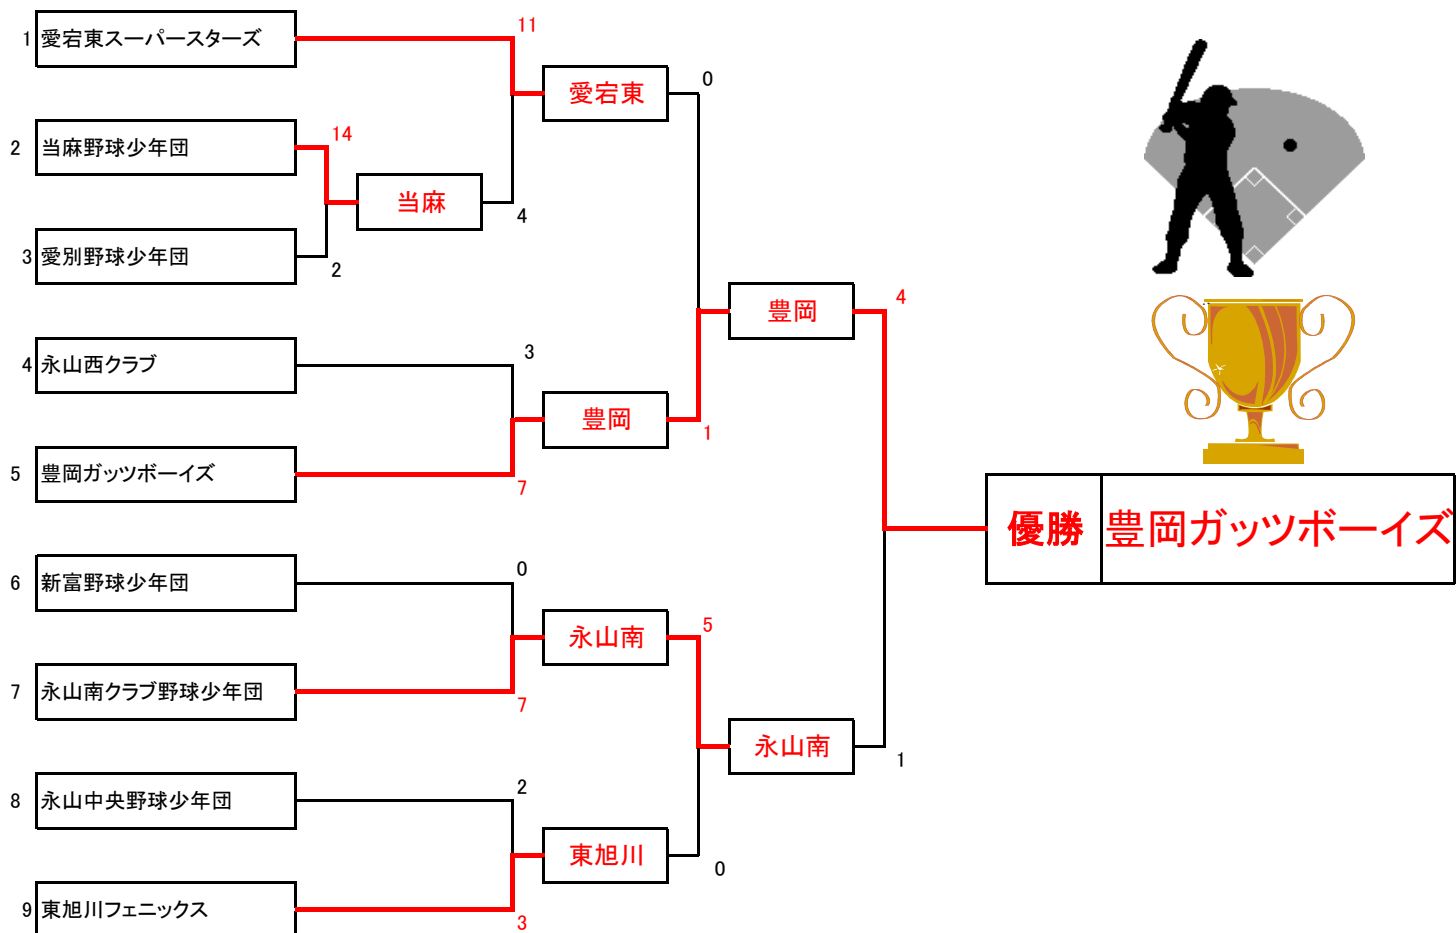 1 愛宕東スーパースターズ
11
愛宕東
0
2 当麻野球少年団
14
当麻
4
3 愛別野球少年団
2
豊岡
4
4 永山西クラブ
3
豊岡
1
5 豊岡ガッツボーイズ
7
優勝 豊岡ガッツボーイズ
6 新富野球少年団
0
永山南
5
7 永山南クラブ野球少年団
7
永山南
1
8 永山中央野球少年団
2
東旭川
0
9 東旭川フェニックス
3